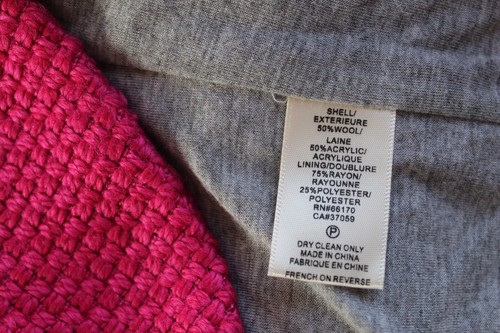 SHELL/
EXTERIEURE
50%WOOL/
LAINE
50%ACRYLIC/
ACRYLIQUE
LINING/DOUBLURE
75%RAYON/
RAYOUNNE
25%POLYESTER/
POLYESTER
RN#66170
CA#37059
P
DRY CLEAN ONLY
MADE IN CHINA
FABRIQUE EN CHINE
FRENCH ON REVERSE